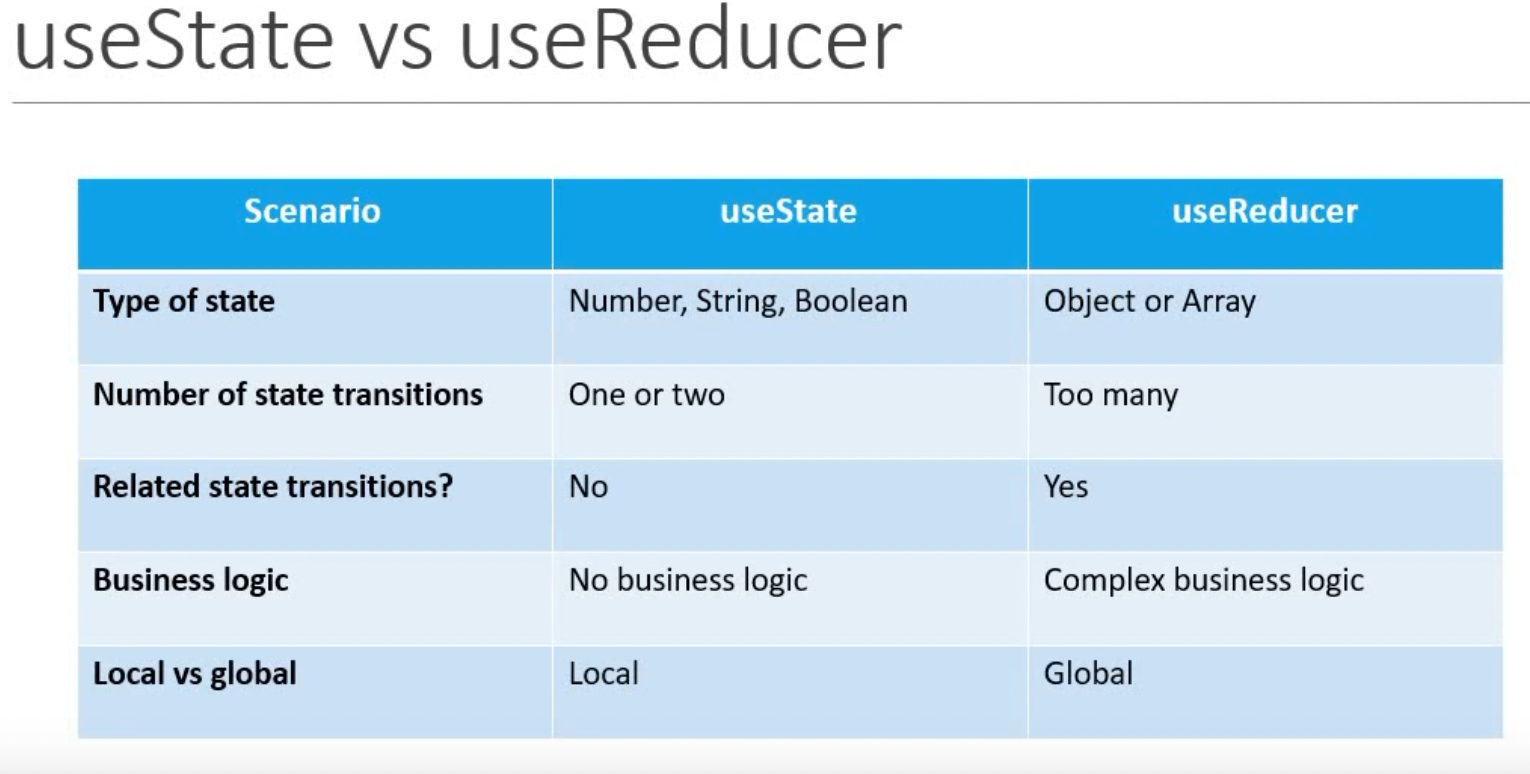 useState vs useReducer
Scenario useState useReducer
Type of state Number, String, Boolean Object or Array
Number of state transitions One or two Too many
Related state transitions? No Yes
Business logic No business logic Complex business logic
Local vs global Local Global